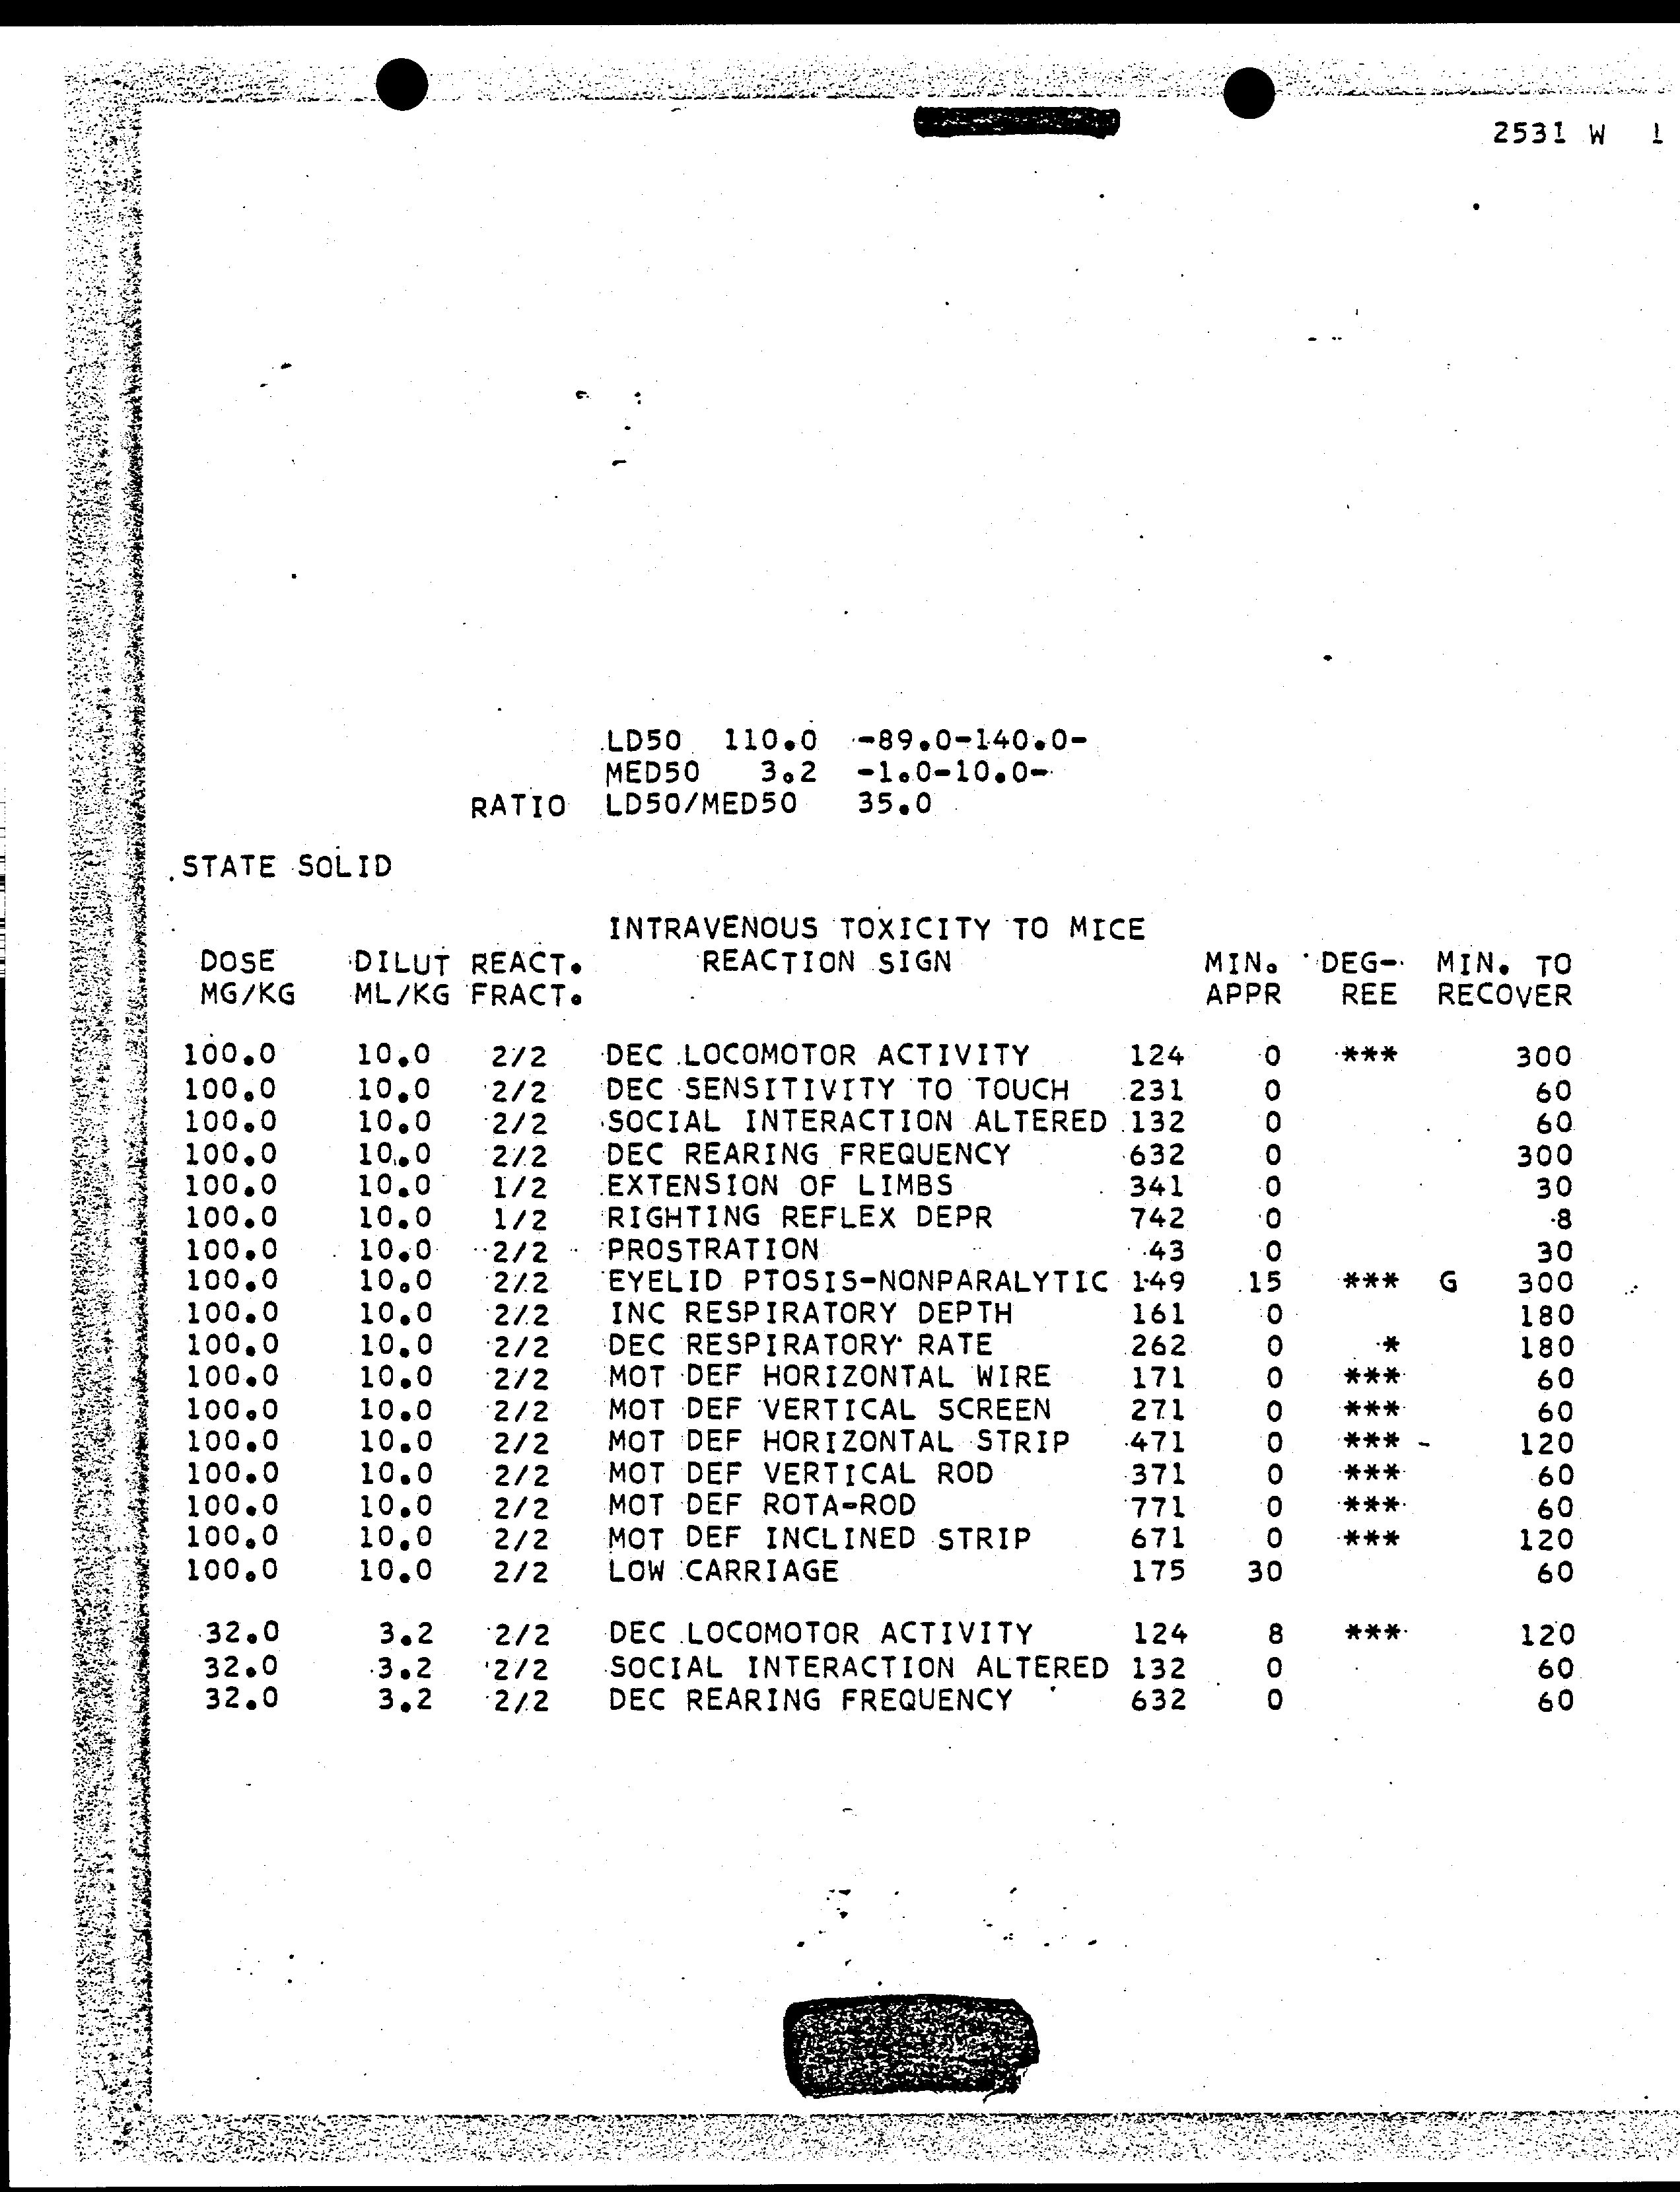 2531 W 1
LD50 110.0 -89.0-140.0-
MED50 3.2 -1.0-10.0-
RATIO LD50/MED50 35.0
STATE SOLID
INTRAVENOUS TOXICITY TO MICE
DOSE DILUT REACT. REACTION SIGN MIN. DEG- MIN. TO
MG/KG ML/KG FRACT. APPR REE RECOVER
100.0 10.0 2/2 DEC LOCOMOTOR ACTIVITY 124 0 *** 300
100.0 10.0 2/2 DEC SENSITIVITY TO TOUCH 231 0 60
100.0 10.0 2/2 SOCIAL INTERACTION ALTERED 132 0 60
100.0 10.0 2/2 DEC REARING FREQUENCY 632 0 300
100.0 10.0 1/2 EXTENSION OF LIMBS 341 0 30
100.0 10.0 1/2 RIGHTING REFLEX DEPR 742 0 8
100.0 10.0 2/2 PROSTRATION 43 0 30
100.0 10.0 2/2 EYELID PTOSIS-NONPARALYTIC 149 15 *** G 300
100.0 10.0 2/2 INC RESPIRATORY DEPTH 161 0 180
100.0 10.0 2/2 DEC RESPIRATORY RATE 262 0 * 180
100.0 10.0 2/2 MOT DEF HORIZONTAL WIRE 171 0 *** 60
100.0 10.0 2/2 MOT DEF VERTICAL SCREEN 271 0 *** 60
100.0 10.0 2/2 MOT DEF HORIZONTAL STRIP 471 0 *** 120
100.0 10.0 2/2 MOT DEF VERTICAL ROD 371 0 *** 60
100.0 10.0 2/2 MOT DEF ROTA-ROD 771 0 *** 60
100.0 10.0 2/2 MOT DEF INCLINED STRIP 671 0 *** 120
100.0 10.0 2/2 LOW CARRIAGE 175 30 60
32.0 3.2 2/2 DEC LOCOMOTOR ACTIVITY 124 8 *** 120
32.0 3.2 2/2 SOCIAL INTERACTION ALTERED 132 0 60
32.0 3.2 2/2 DEC REARING FREQUENCY 632 0 60